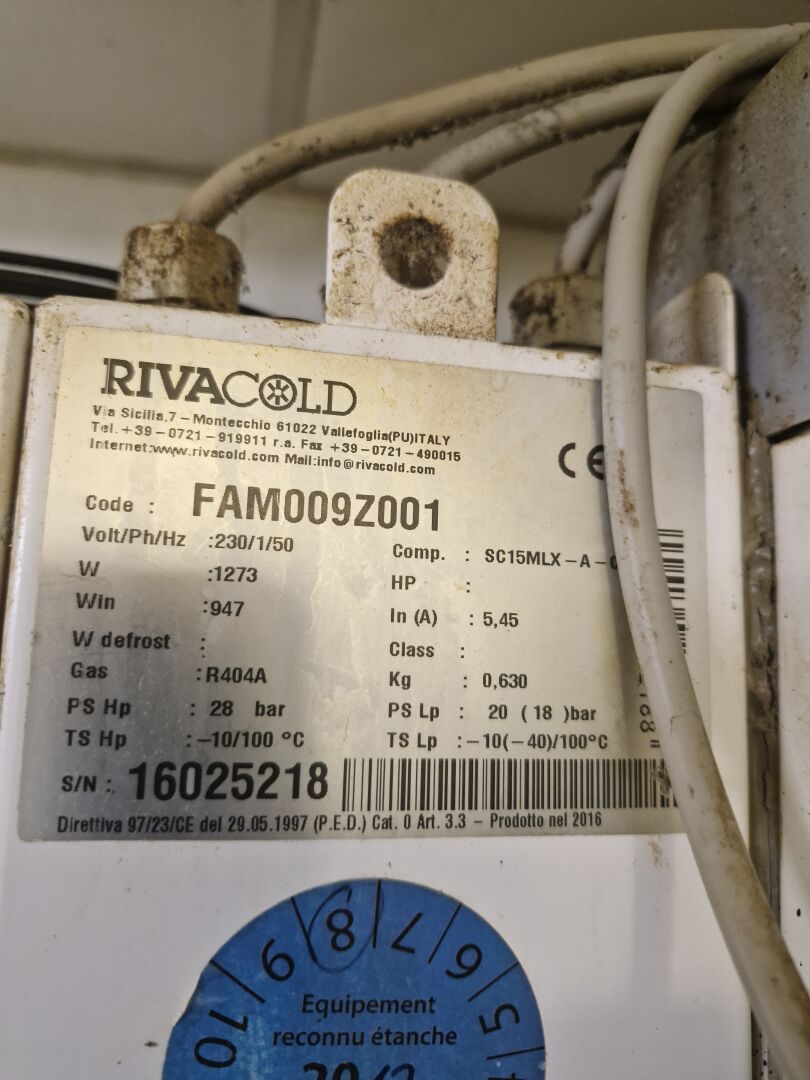 RIVACOLD
Via Sicilia,7 – Montecchio 61022 Vallefoglia(PU)ITALY
Tel. +39 – 0721 – 919911 r.a. Fax +39 – 0721 – 490015
Internet:www.rivacold.com Mail:info@rivacold.com
CE
Code : FAM009Z001
Volt/Ph/Hz :230/1/50
Comp. : SC15MLX – A –
W :1273
HP :
Win :947
In (A) : 5,45
W defrost :
Class :
Gas : R404A
Kg : 0,630
PS Hp : 28 bar
PS Lp : 20 ( 18 )bar
TS Hp :–10/100 °C
TS Lp :–10(–40)/100°C
S/N : 16025218
Direttiva 97/23/CE del 29.05.1997 (P.E.D.) Cat. 0 Art. 3.3 – Prodotto nel 2016
10 / 9 / 8 / 7 / 6 / 5 /
Equipement
reconnu étanche